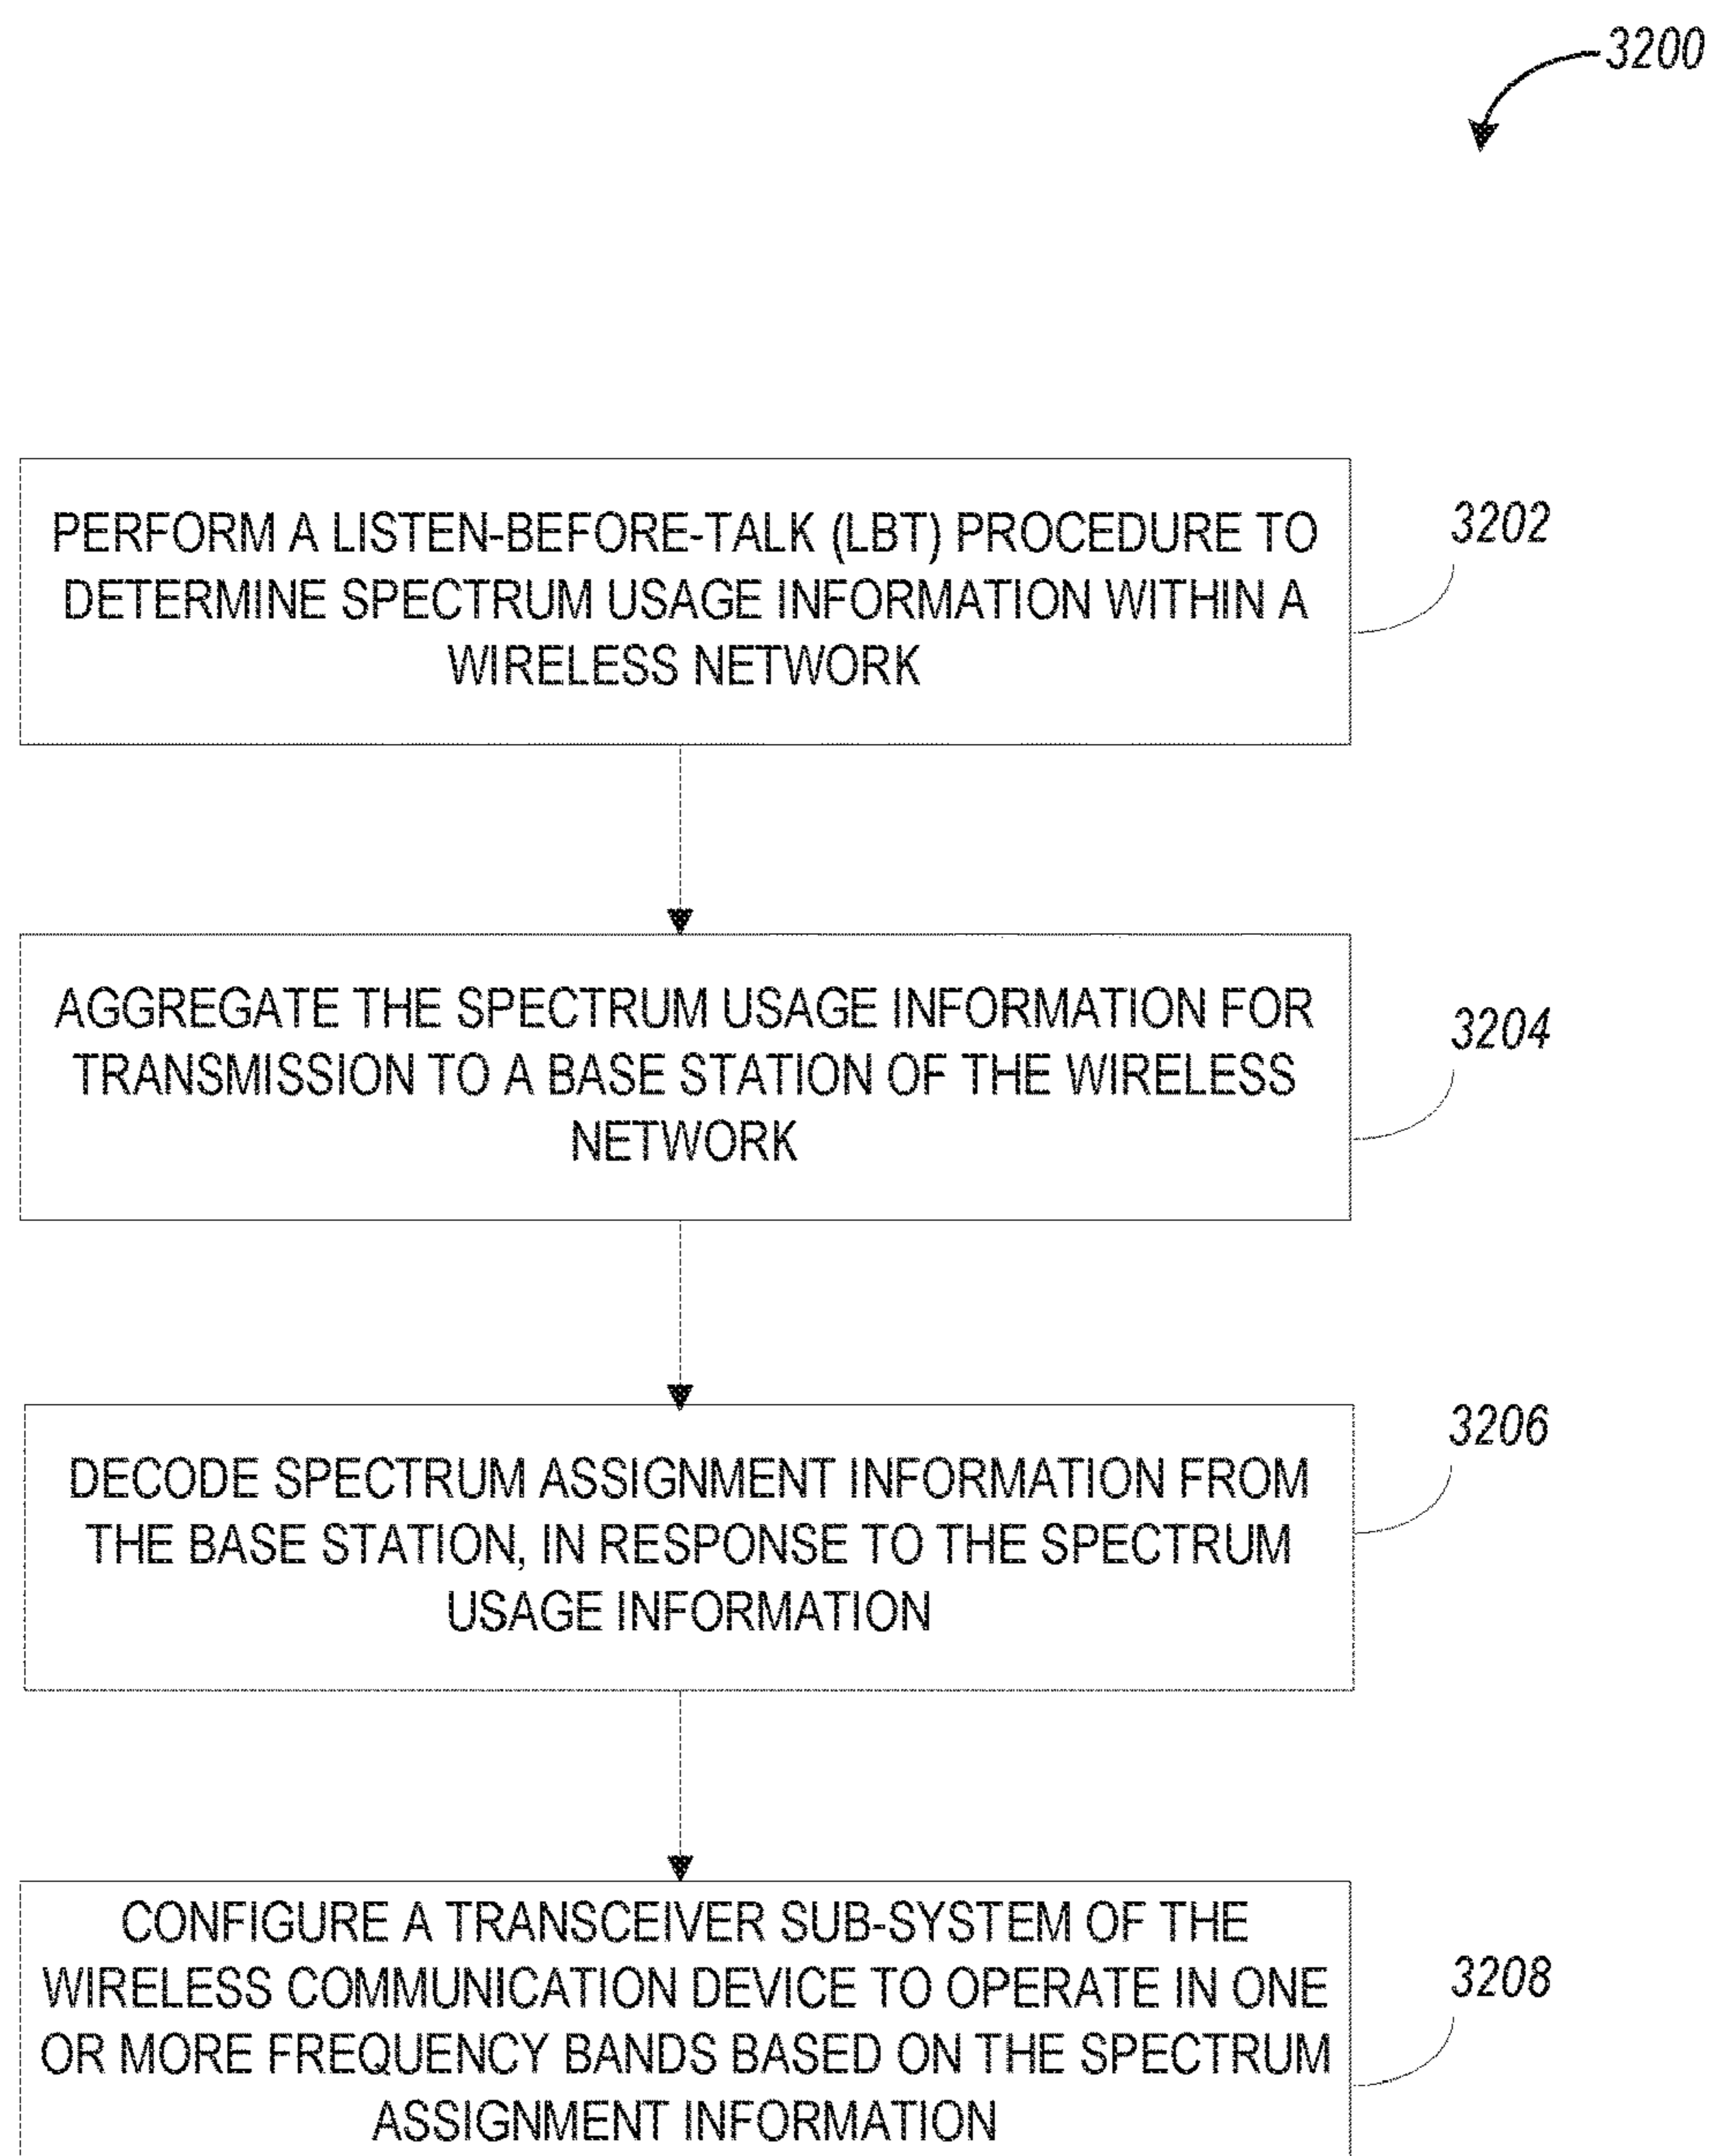 3200
PERFORM A LISTEN-BEFORE-TALK (LBT) PROCEDURE TO
DETERMINE SPECTRUM USAGE INFORMATION WITHIN A
WIRELESS NETWORK
3202
AGGREGATE THE SPECTRUM USAGE INFORMATION FOR
TRANSMISSION TO A BASE STATION OF THE WIRELESS
NETWORK
3204
DECODE SPECTRUM ASSIGNMENT INFORMATION FROM
THE BASE STATION, IN RESPONSE TO THE SPECTRUM
USAGE INFORMATION
3206
CONFIGURE A TRANSCEIVER SUB-SYSTEM OF THE
WIRELESS COMMUNICATION DEVICE TO OPERATE IN ONE
OR MORE FREQUENCY BANDS BASED ON THE SPECTRUM
ASSIGNMENT INFORMATION
3208